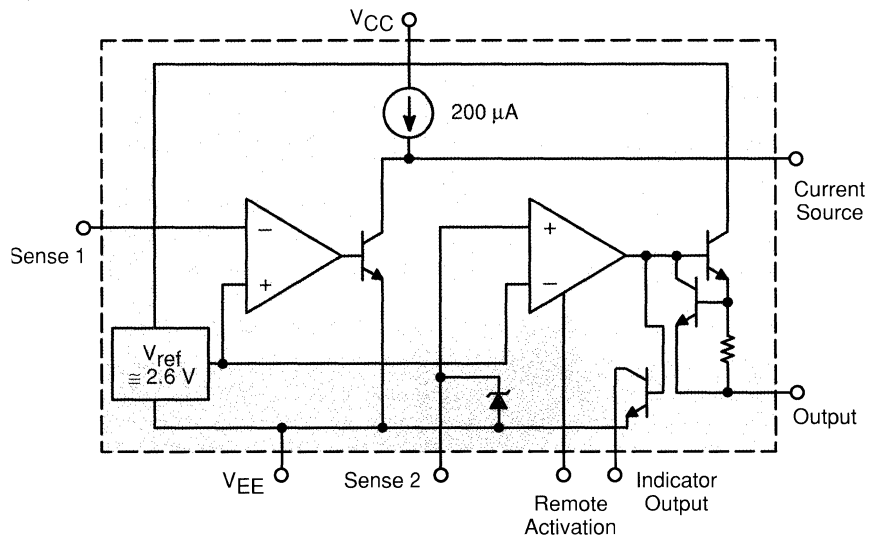 VCC
200 μA
Current
Source
Sense 1
−
+
+
−
Vref
≅ 2.6 V
Output
VEE
Sense 2
Remote
Activation
Indicator
Output